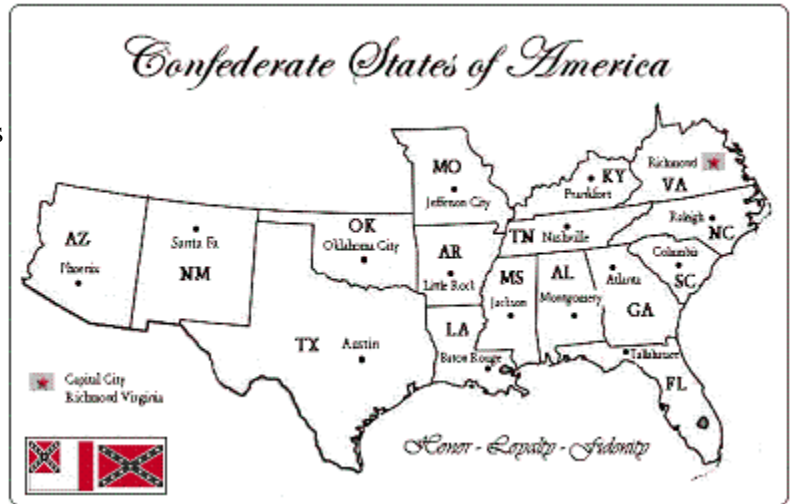 Confederate States of America
s
MO
Jefferson City
Richmond
VA
KY
Frankfort
AZ
Phoenix
Santa Fa
NM
OK
Oklahoma City
AR
Little Rock
TN Nashville
Raleigh
NC
Columbia
SC
MS
Jackson
AL
Montgomery
Atlanta
GA
TX Austin
LA
Baton Rouge
Tallahassee
FL
Capital City
Richmond Virginia
Honor - Loyalty - Fidelity